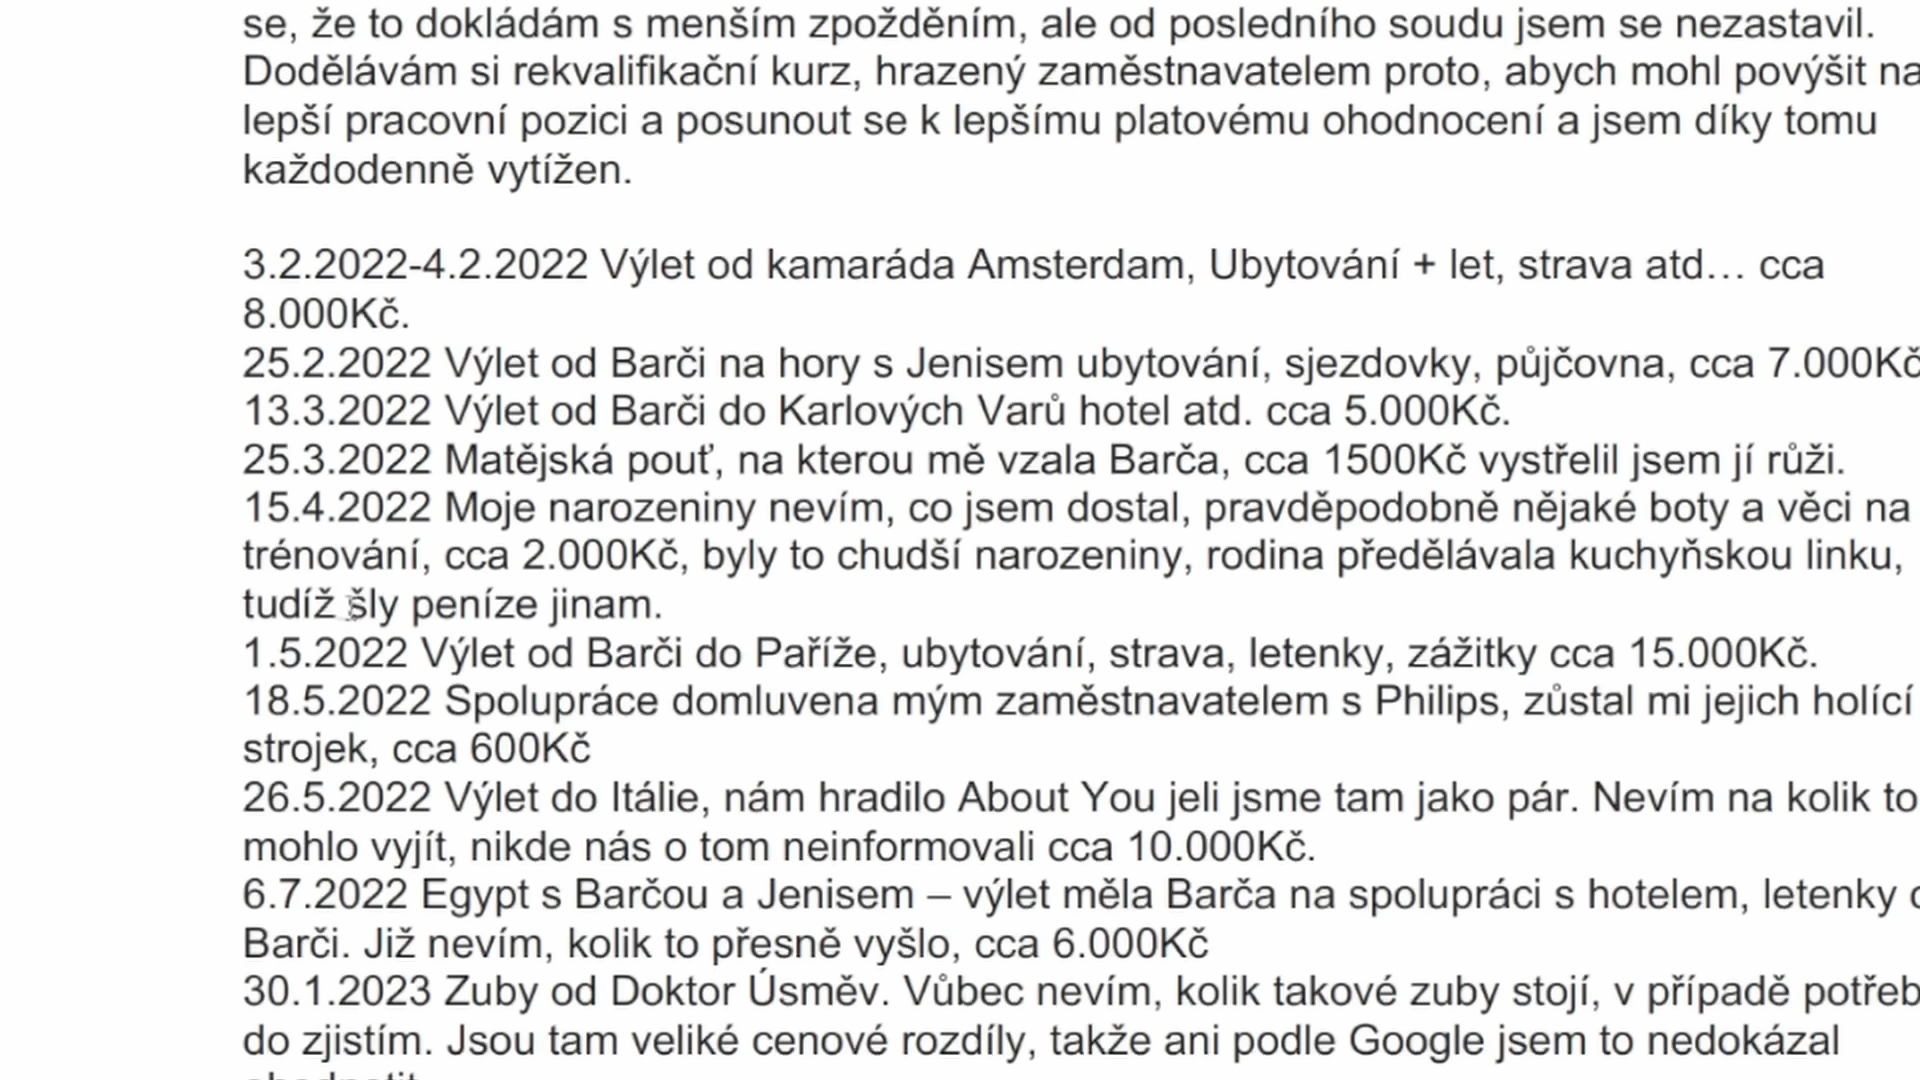 se, že to dokládám s menším zpožděním, ale od posledního soudu jsem se nezastavil.
Dodělávám si rekvalifikační kurz, hrazený zaměstnavatelem proto, abych mohl povýšit na
lepší pracovní pozici a posunout se k lepšímu platovému ohodnocení a jsem díky tomu
každodenně vytížen.
3.2.2022-4.2.2022 Výlet od kamaráda Amsterdam, Ubytování + let, strava atd… cca
8.000Kč.
25.2.2022 Výlet od Barči na hory s Jenisem ubytování, sjezdovky, půjčovna, cca 7.000Kč
13.3.2022 Výlet od Barči do Karlových Varů hotel atd. cca 5.000Kč.
25.3.2022 Matějská pouť, na kterou mě vzala Barča, cca 1500Kč vystřelil jsem jí růži.
15.4.2022 Moje narozeniny nevím, co jsem dostal, pravděpodobně nějaké boty a věci na
trénování, cca 2.000Kč, byly to chudší narozeniny, rodina předělávala kuchyňskou linku,
tudíž šly peníze jinam.
1.5.2022 Výlet od Barči do Paříže, ubytování, strava, letenky, zážitky cca 15.000Kč.
18.5.2022 Spolupráce domluvena mým zaměstnavatelem s Philips, zůstal mi jejich holící
strojek, cca 600Kč
26.5.2022 Výlet do Itálie, nám hradilo About You jeli jsme tam jako pár. Nevím na kolik to
mohlo vyjít, nikde nás o tom neinformovali cca 10.000Kč.
6.7.2022 Egypt s Barčou a Jenisem – výlet měla Barča na spolupráci s hotelem, letenky
Barči. Již nevím, kolik to přesně vyšlo, cca 6.000Kč
30.1.2023 Zuby od Doktor Úsměv. Vůbec nevím, kolik takové zuby stojí, v případě potřeb
do zjistím. Jsou tam veliké cenové rozdíly, takže ani podle Google jsem to nedokázal